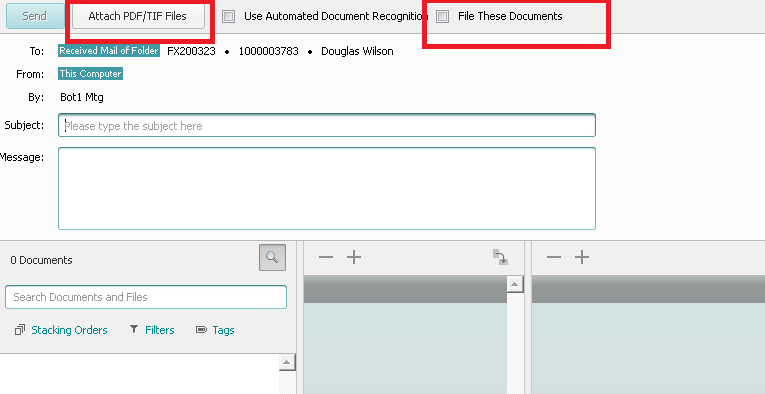 Send Attach PDF/TIF Files Use Automated Document Recognition File These Documents
To: Received Mail of Folder FX200323 • 1000003783 • Douglas Wilson
From: This Computer
By: Bot1 Mtg
Subject: Please type the subject here
Message:
0 Documents
Search Documents and Files
Stacking Orders Filters Tags